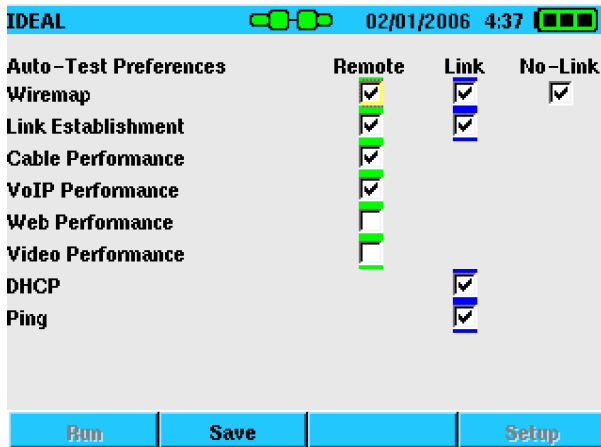 IDEAL 02/01/2006 4:37
Auto-Test Preferences Remote Link No-Link
Wiremap
Link Establishment
Cable Performance
VoIP Performance
Web Performance
Video Performance
DHCP
Ping
Run Save Setup